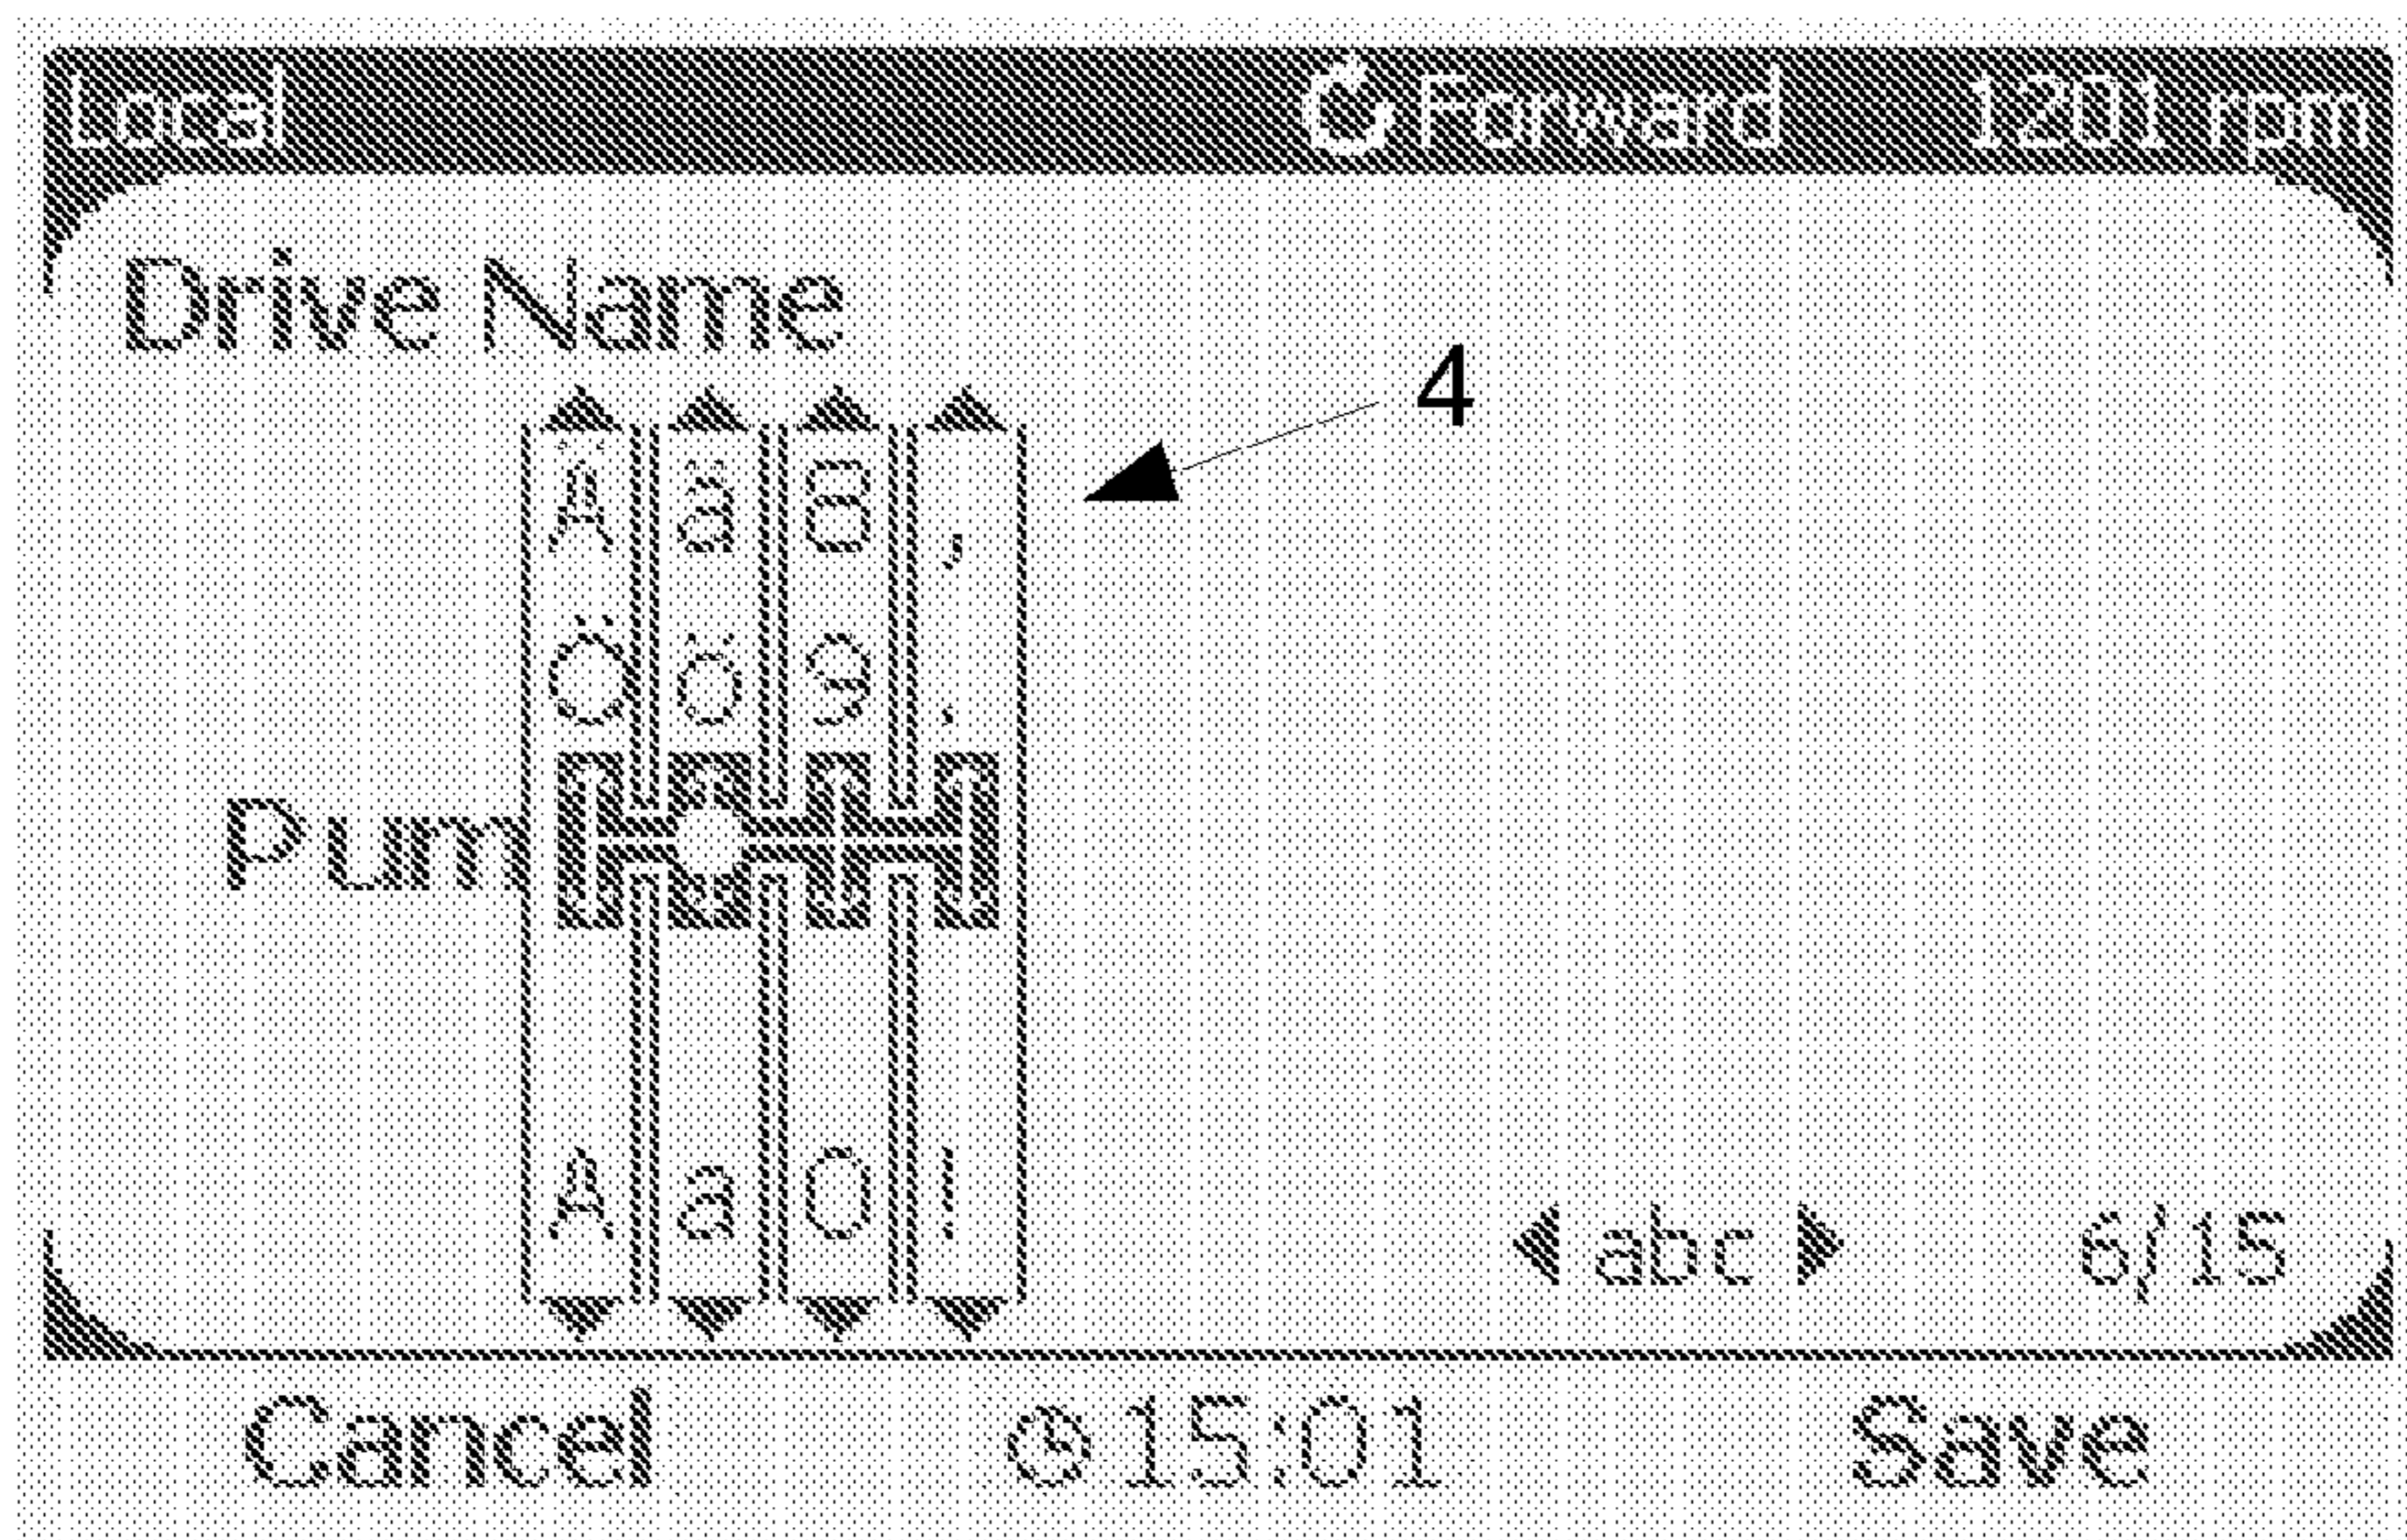 Local Forward 1201 rpm
Drive Name
4
Ä ä 8 ,
Ö ö 9 .
Pum
A a 0 !
abc 6/15
Cancel 15:01 Save